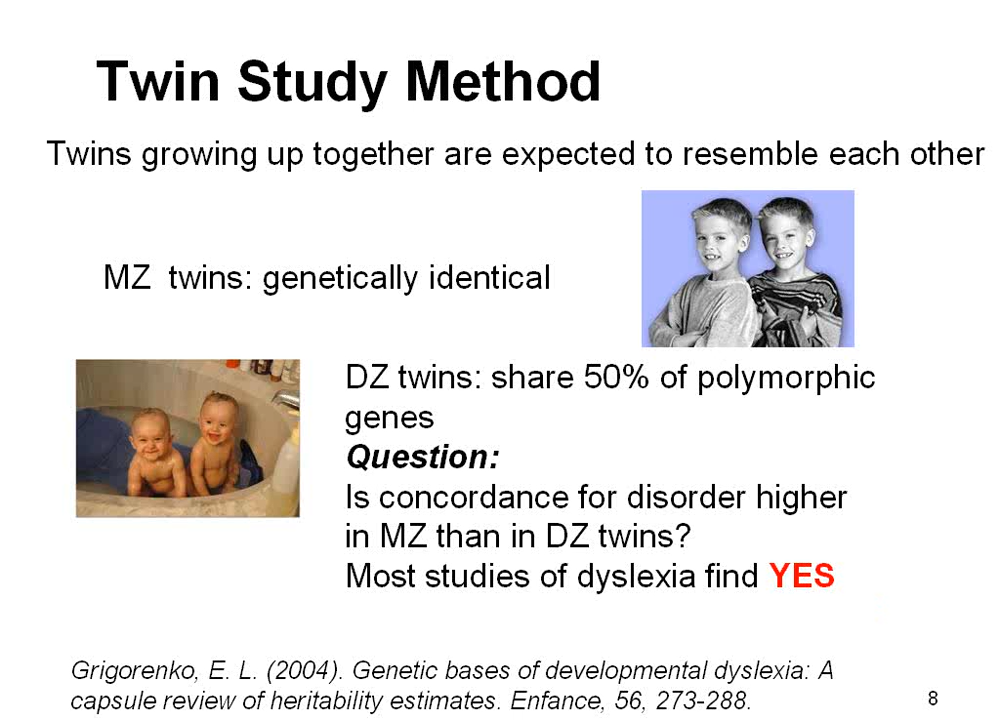 Twin Study Method
Twins growing up together are expected to resemble each other
MZ twins: genetically identical
DZ twins: share 50% of polymorphic
genes
Question:
Is concordance for disorder higher
in MZ than in DZ twins?
Most studies of dyslexia find YES
Grigorenko, E. L. (2004). Genetic bases of developmental dyslexia: A
capsule review of heritability estimates. Enfance, 56, 273-288.
8